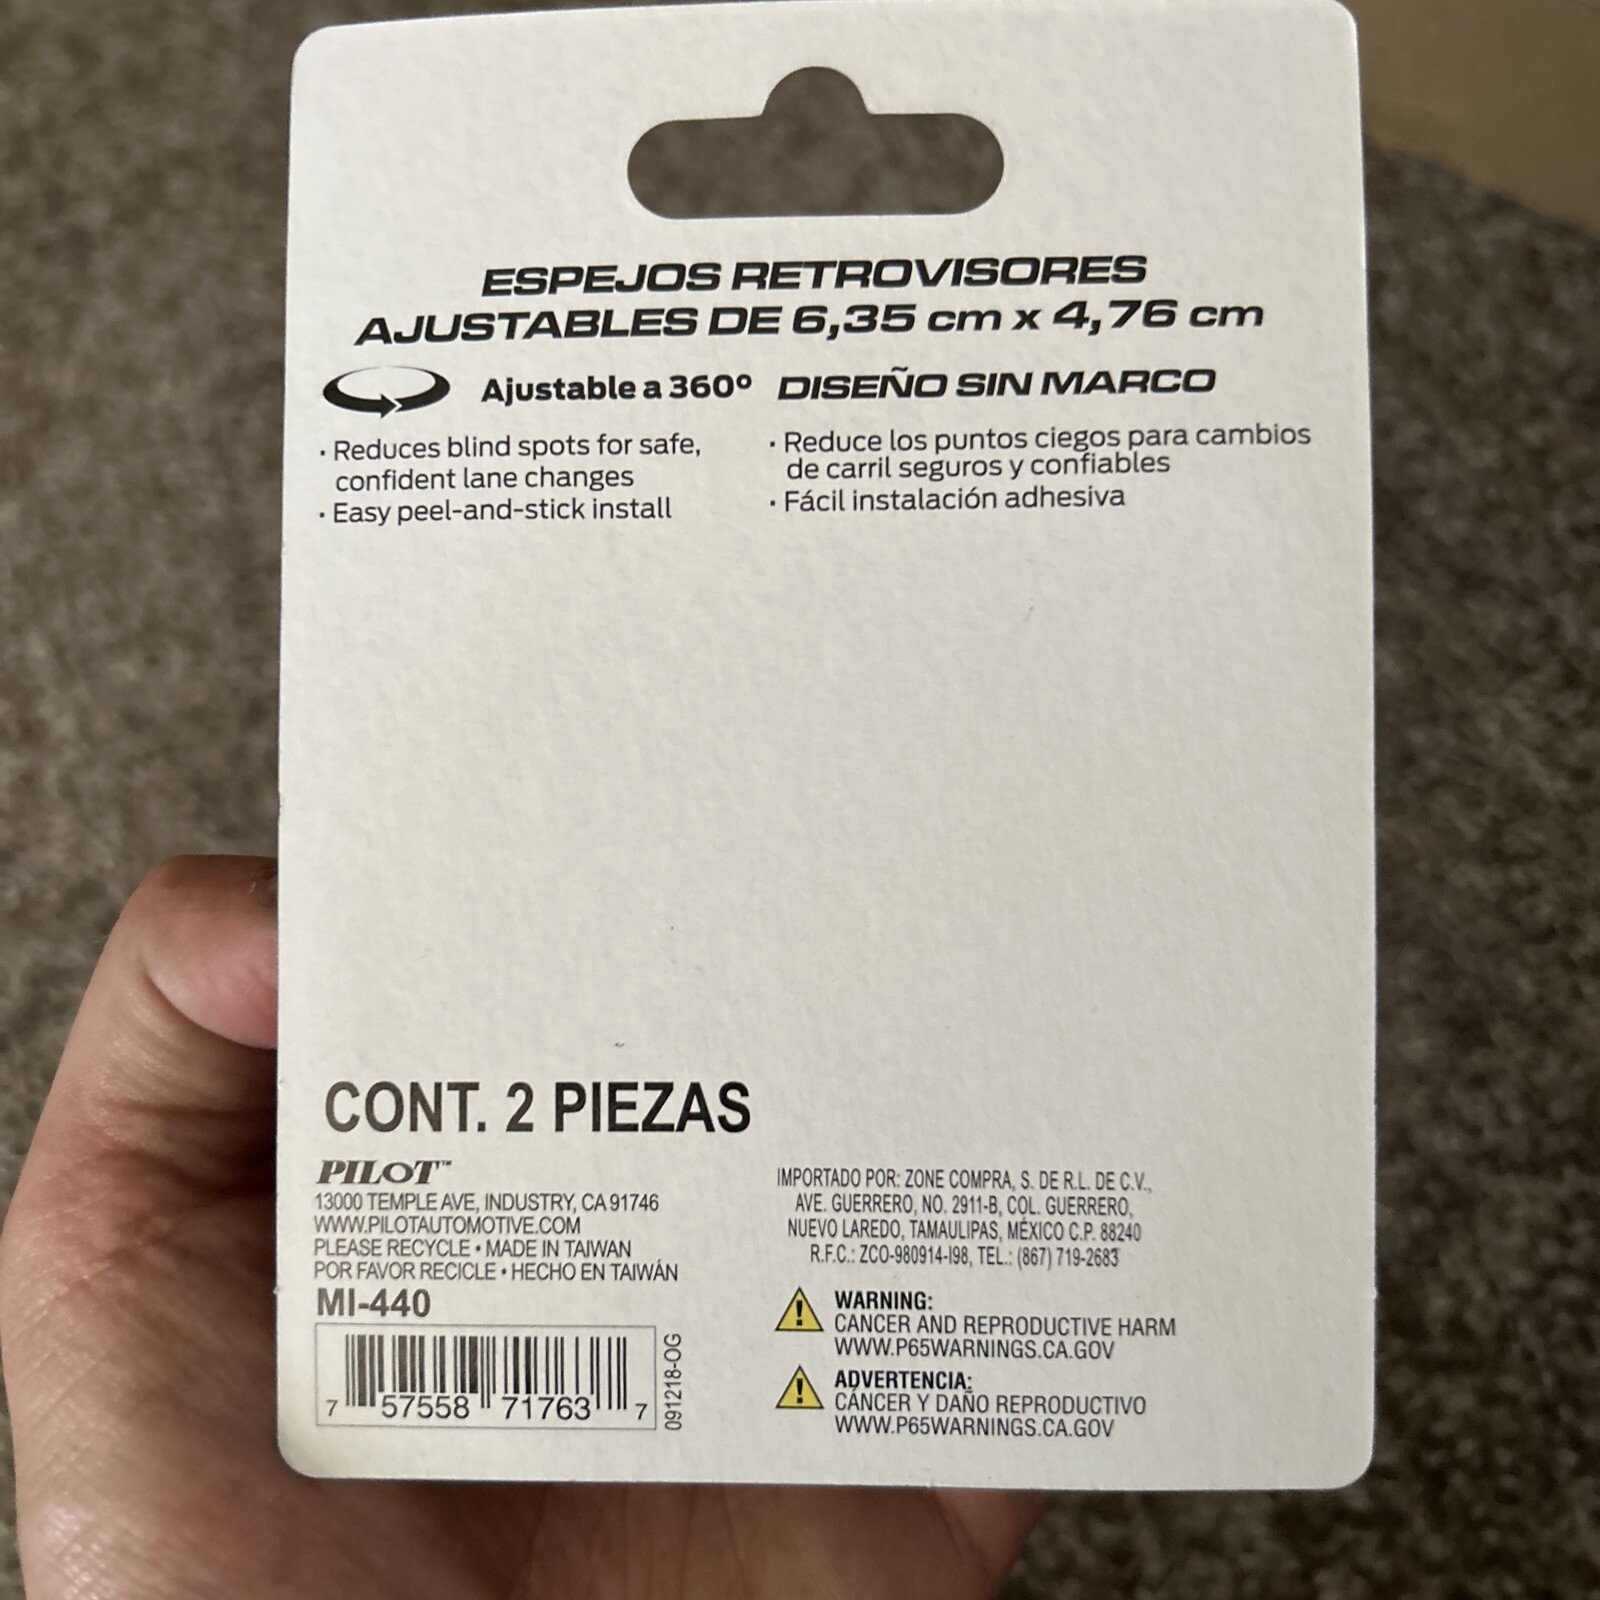 ESPEJOS RETROVISORES
AJUSTABLES DE 6,35 cm x 4,76 cm
Ajustable a 360º
DISEÑO SIN MARCO
· Reduces blind spots for safe,
confident lane changes
· Easy peel-and-stick install
· Reduce los puntos ciegos para cambios
de carril seguros y confiables
· Fácil instalación adhesiva
CONT. 2 PIEZAS
PILOT™
13000 TEMPLE AVE, INDUSTRY, CA 91746
WWW.PILOTAUTOMOTIVE.COM
PLEASE RECYCLE • MADE IN TAIWAN
POR FAVOR RECICLE • HECHO EN TAIWÁN
MI-440
7 57558 71763 7
091218-OG
IMPORTADO POR: ZONE COMPRA, S. DE R.L. DE C.V.,
AVE. GUERRERO, NO. 2911-B, COL. GUERRERO,
NUEVO LAREDO, TAMAULIPAS, MÉXICO C.P. 88240
R.F.C.: ZCO-980914-I98, TEL.: (867) 719-2683
WARNING:
CANCER AND REPRODUCTIVE HARM
WWW.P65WARNINGS.CA.GOV
ADVERTENCIA:
CÁNCER Y DAÑO REPRODUCTIVO
WWW.P65WARNINGS.CA.GOV